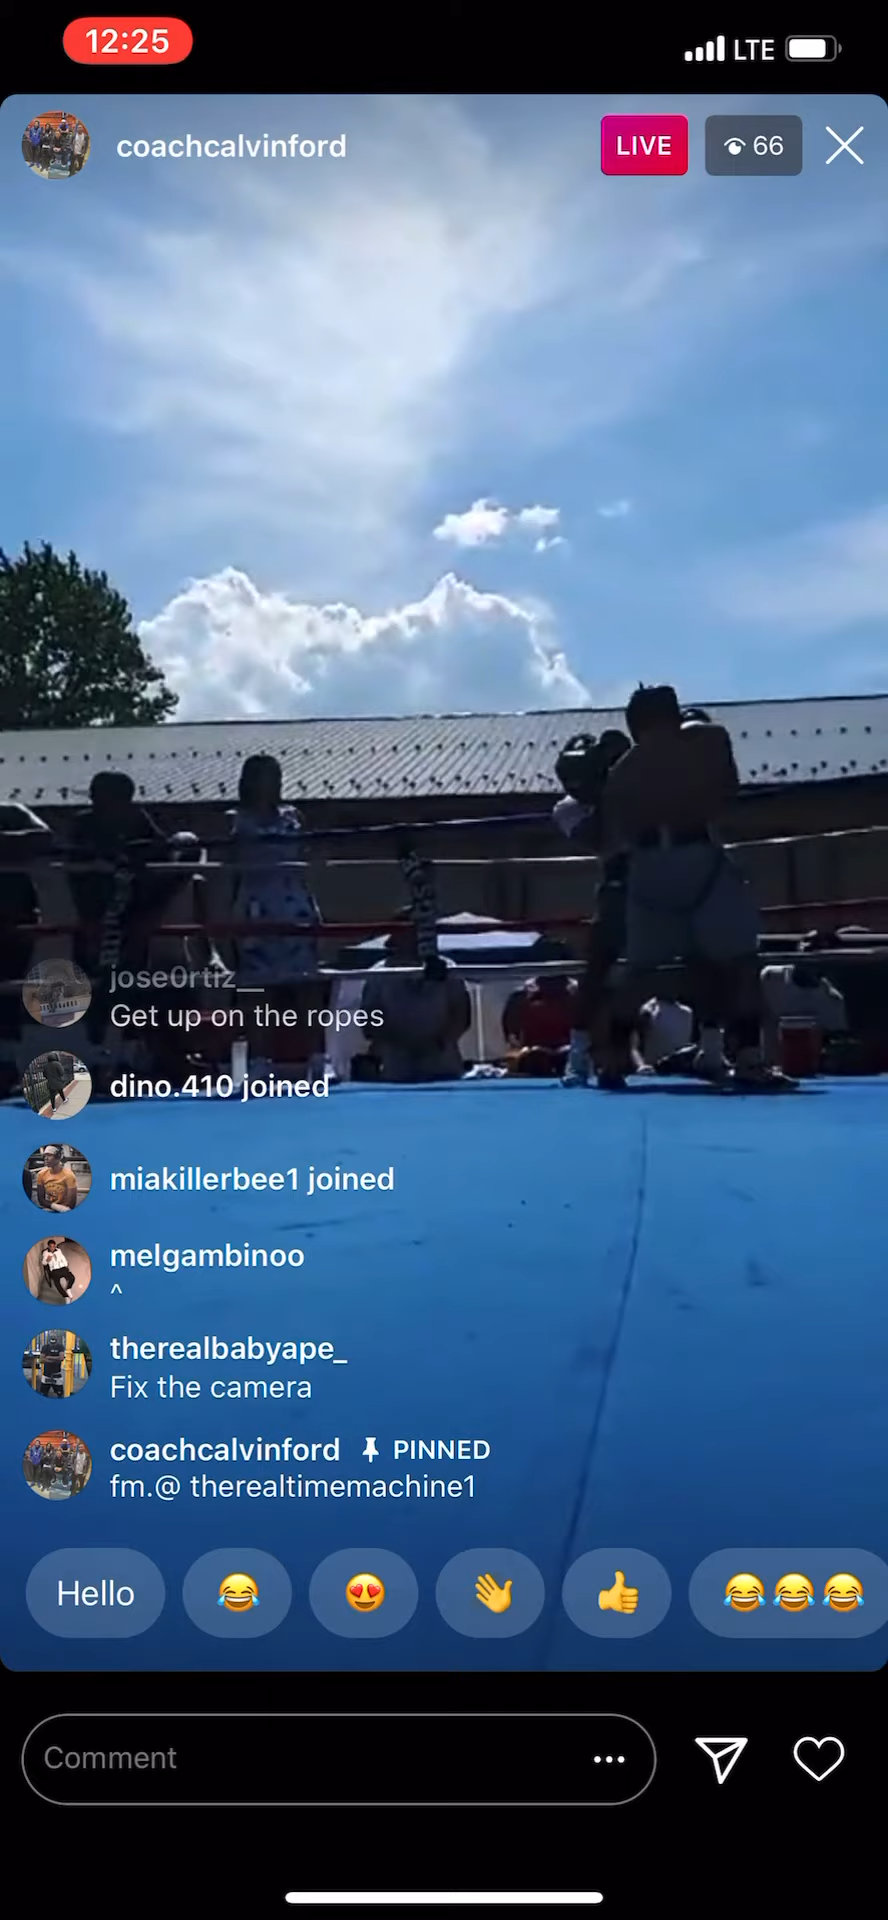 12:25
LTE
coachcalvinford
LIVE
66
jose0rtiz__
Get up on the ropes
dino.410 joined
miakillerbee1 joined
melgambinoo
^
therealbabyape_
Fix the camera
coachcalvinford PINNED
fm.@ therealtimemachine1
Hello 😂 😍 👋 👍 😂😂😂
Comment